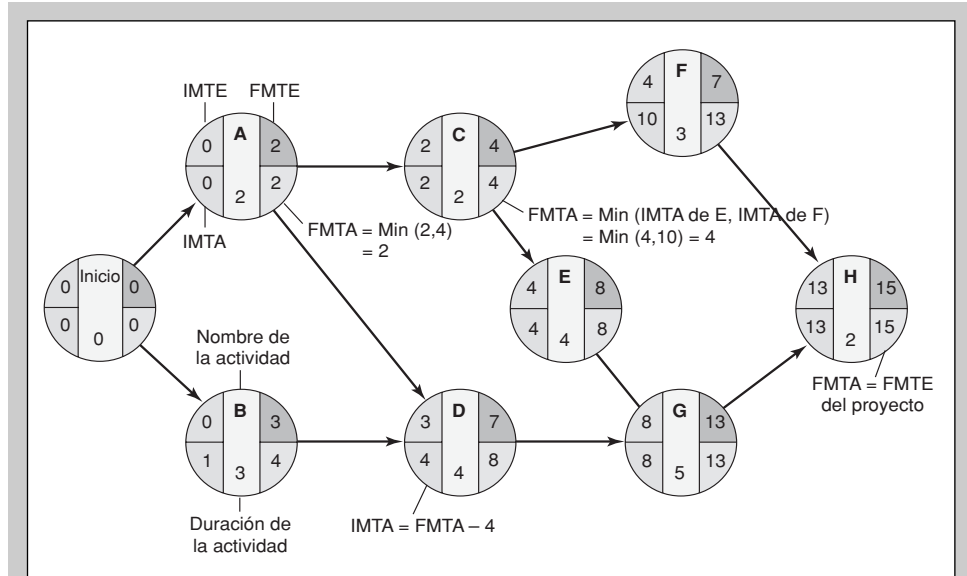 IMTE FMTE
A
0 2
0 2
2
IMTA
FMTA = Min (2,4)
= 2
C
2 4
2 4
2
FMTA = Min (IMTA de E, IMTA de F)
= Min (4,10) = 4
F
4 7
10 13
3
Inicio
0 0
0 0
0
E
4 8
4 8
4
H
13 15
13 15
2
FMTA = FMTE
del proyecto
Nombre de
la actividad
B
0 3
1 4
3
Duración de
la actividad
D
3 7
4 8
4
IMTA = FMTA – 4
G
8 13
8 13
5